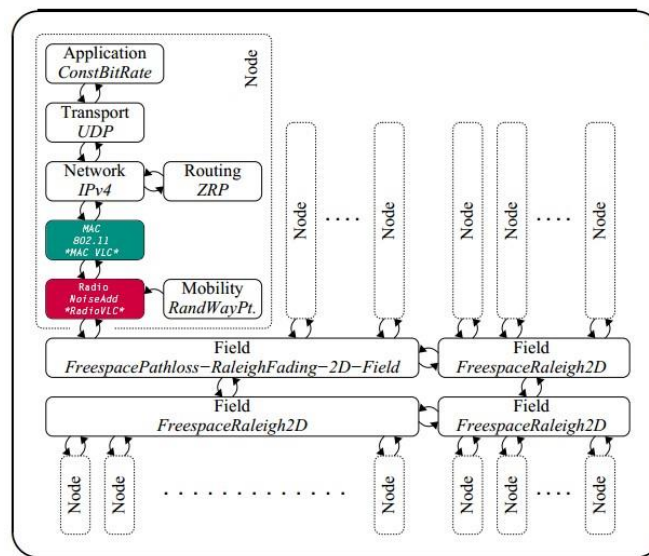 Application
ConstBitRate
Node
Transport
UDP
Network
IPv4
Routing
ZRP
MAC
802.11
*MAC VLC*
Radio
NoiseAdd
*RadioVLC*
Mobility
RandWayPt.
Node
. . . .
Node
Node
Node
. . . .
Node
Field
FreespacePathloss−RaleighFading−2D−Field
Field
FreespaceRaleigh2D
Field
FreespaceRaleigh2D
Field
FreespaceRaleigh2D
Node
Node
. . . . . . . . . . . . .
Node
Node
Node
. . . .
Node